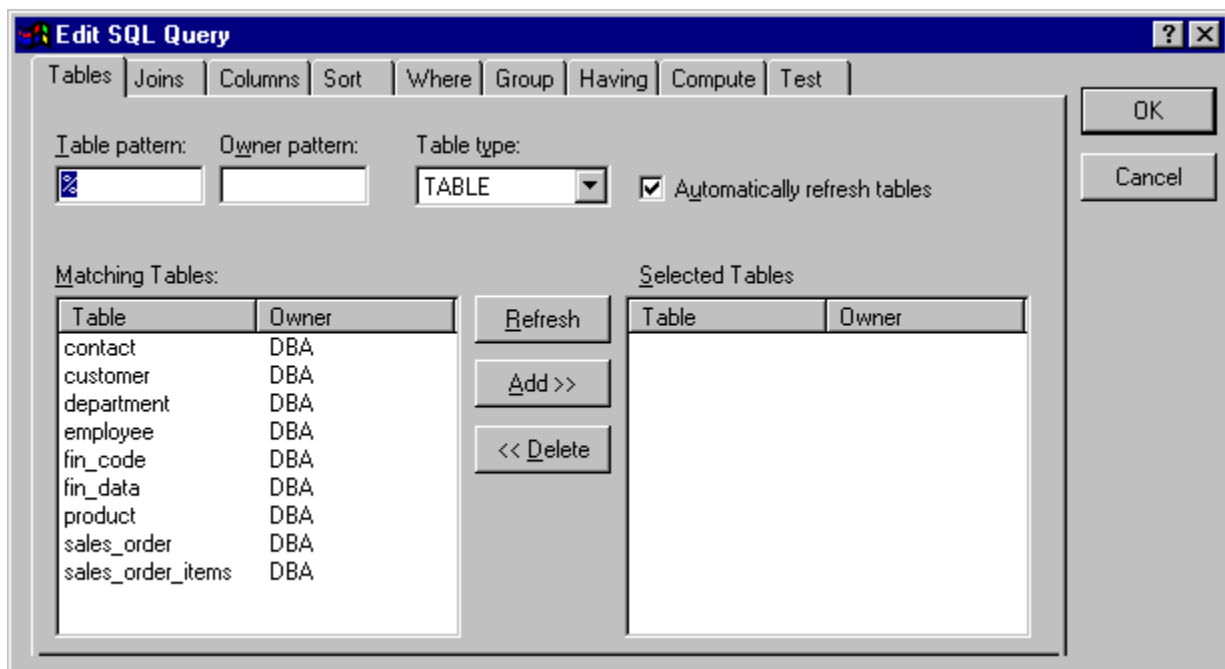 Edit SQL Query
Tables Joins Columns Sort Where Group Having Compute Test
OK
Cancel
Table pattern: Owner pattern: Table type:
% TABLE Automatically refresh tables
Matching Tables: Selected Tables
Table Owner Refresh Table Owner
contact DBA
customer DBA
Add >>
department DBA
employee DBA
<< Delete
fin_code DBA
fin_data DBA
product DBA
sales_order DBA
sales_order_items DBA